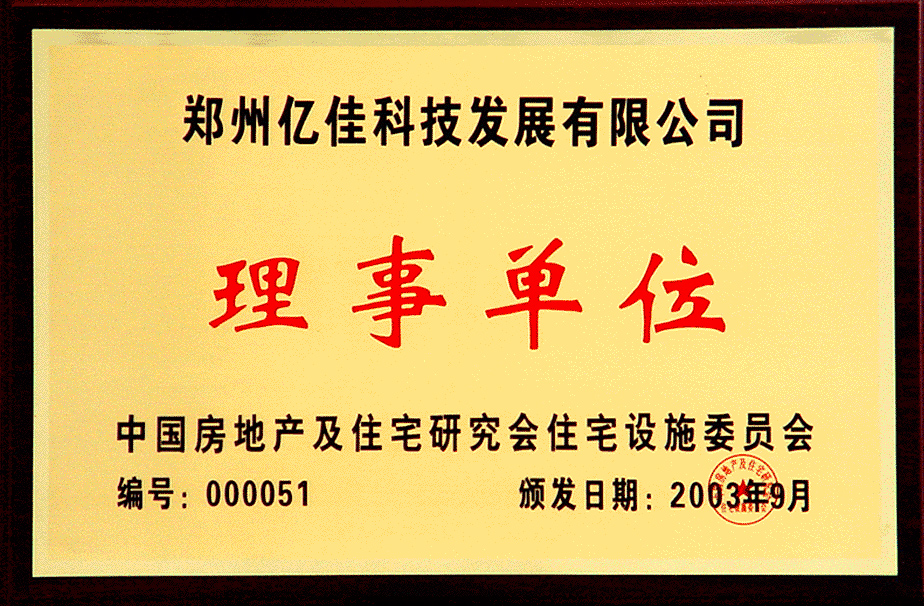 郑州亿佳科技发展有限公司
理事单位
中国房地产及住宅研究会住宅设施委员会
编号：000051
颁发日期：2003年9月